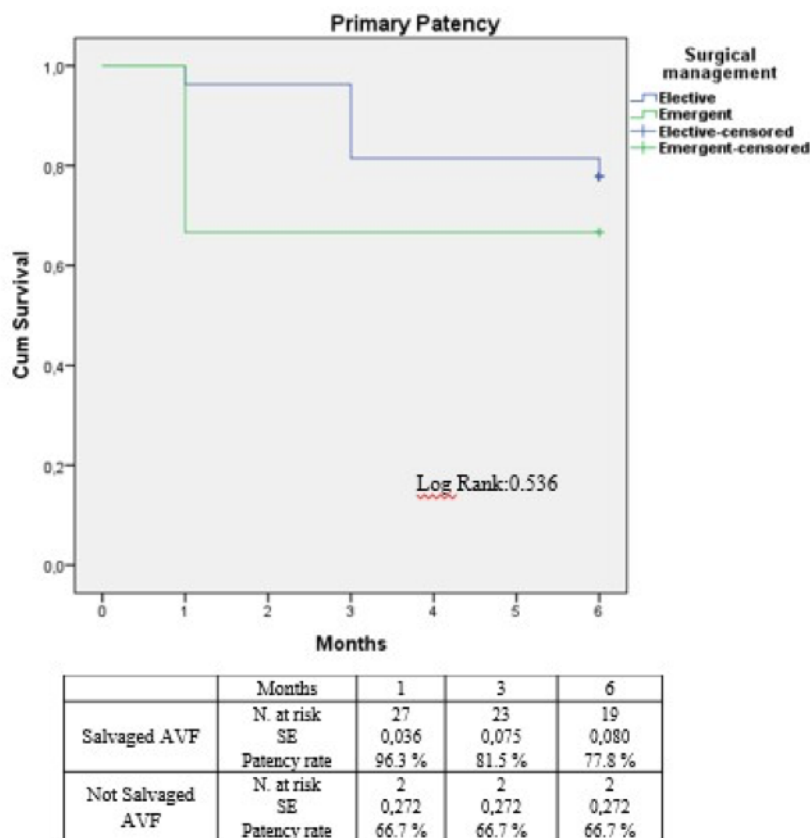 Primary Patency
Surgical
management
Elective
Emergent
Elective-censored
Emergent-censored
Cum Survival
1,0
0,8
0,6
0,4
0,2
0,0
Log Rank:0.536
0 1 2 3 4 5 6
Months
Months 1 3 6
Salvaged AVF
N. at risk 27 23 19
SE 0,036 0,075 0,080
Patency rate 96.3 % 81.5 % 77.8 %
Not Salvaged
AVF
N. at risk 2 2 2
SE 0,272 0,272 0,272
Patency rate 66.7 % 66.7 % 66.7 %